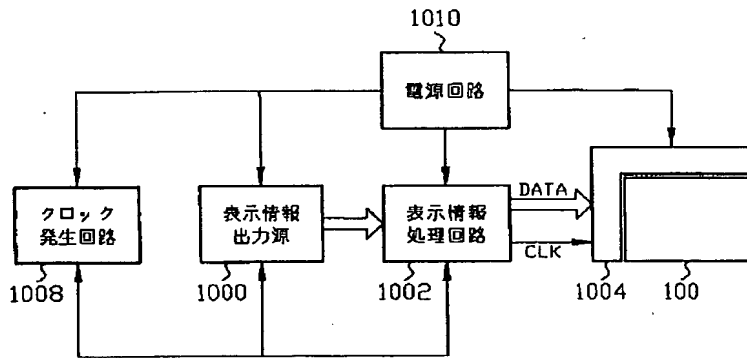 1010
電源回路
クロック
発生回路
表示情報
出力源
表示情報
処理回路
DATA
CLK
1008
1000
1002
1004
100